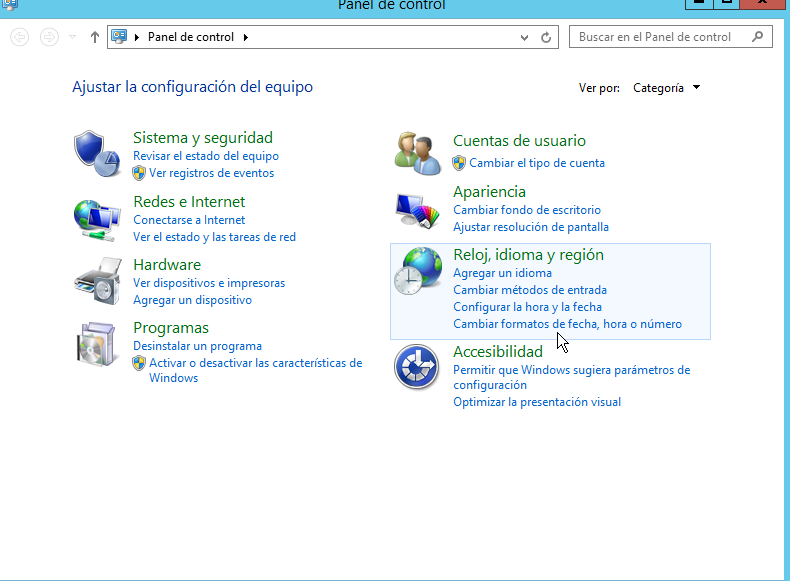 Panel de control
Panel de control
Buscar en el Panel de control
Ajustar la configuración del equipo
Ver por:
Categoría
Sistema y seguridad
Revisar el estado del equipo
Ver registros de eventos
Redes e Internet
Conectarse a Internet
Ver el estado y las tareas de red
Hardware
Ver dispositivos e impresoras
Agregar un dispositivo
Programas
Desinstalar un programa
Activar o desactivar las características de
Windows
Cuentas de usuario
Cambiar el tipo de cuenta
Apariencia
Cambiar fondo de escritorio
Ajustar resolución de pantalla
Reloj, idioma y región
Agregar un idioma
Cambiar métodos de entrada
Configurar la hora y la fecha
Cambiar formatos de fecha, hora o número
Accesibilidad
Permitir que Windows sugiera parámetros de
configuración
Optimizar la presentación visual